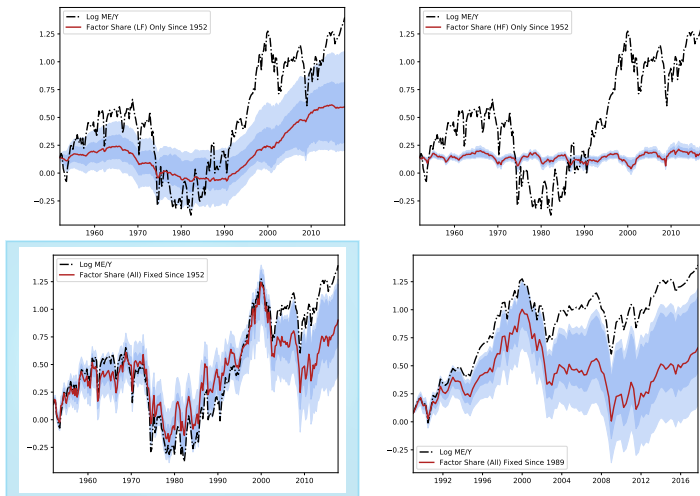 Log ME/Y
Factor Share (LF) Only Since 1952
1.25
1.00
0.75
0.50
0.25
0.00
−0.25
1960 1970 1980 1990 2000 2010
Log ME/Y
Factor Share (HF) Only Since 1952
1.25
1.00
0.75
0.50
0.25
0.00
−0.25
1960 1970 1980 1990 2000 2010
Log ME/Y
Factor Share (All) Fixed Since 1952
1.25
1.00
0.75
0.50
0.25
0.00
−0.25
1960 1970 1980 1990 2000 2010
1.25
1.00
0.75
0.50
0.25
0.00
−0.25
Log ME/Y
Factor Share (All) Fixed Since 1989
1992 1996 2000 2004 2008 2012 2016